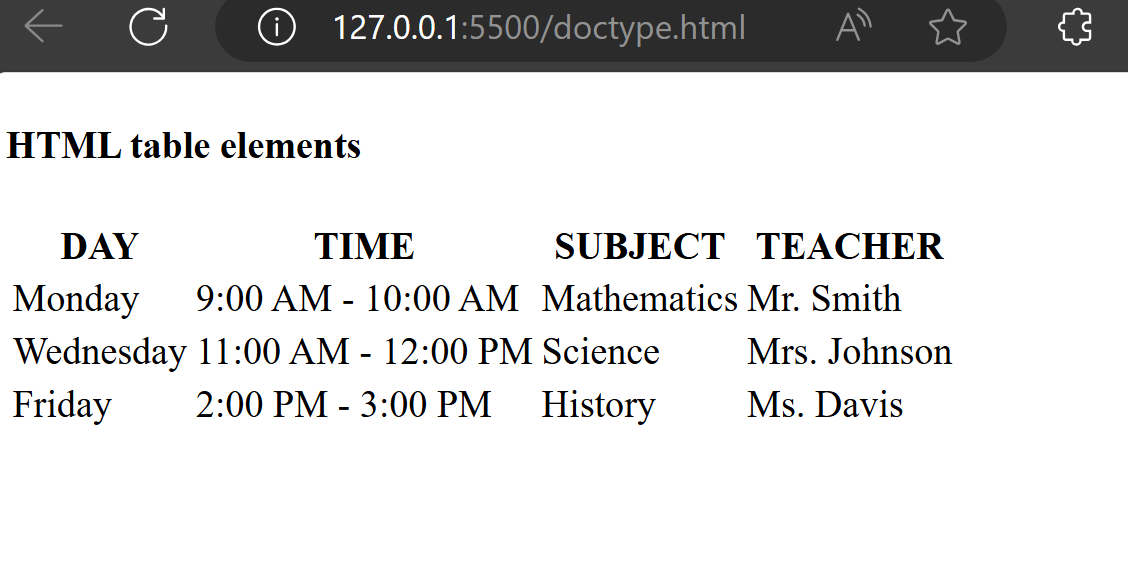 127.0.0.1:5500/doctype.html
HTML table elements
DAY TIME SUBJECT TEACHER
Monday 9:00 AM - 10:00 AM Mathematics Mr. Smith
Wednesday 11:00 AM - 12:00 PM Science Mrs. Johnson
Friday 2:00 PM - 3:00 PM History Ms. Davis